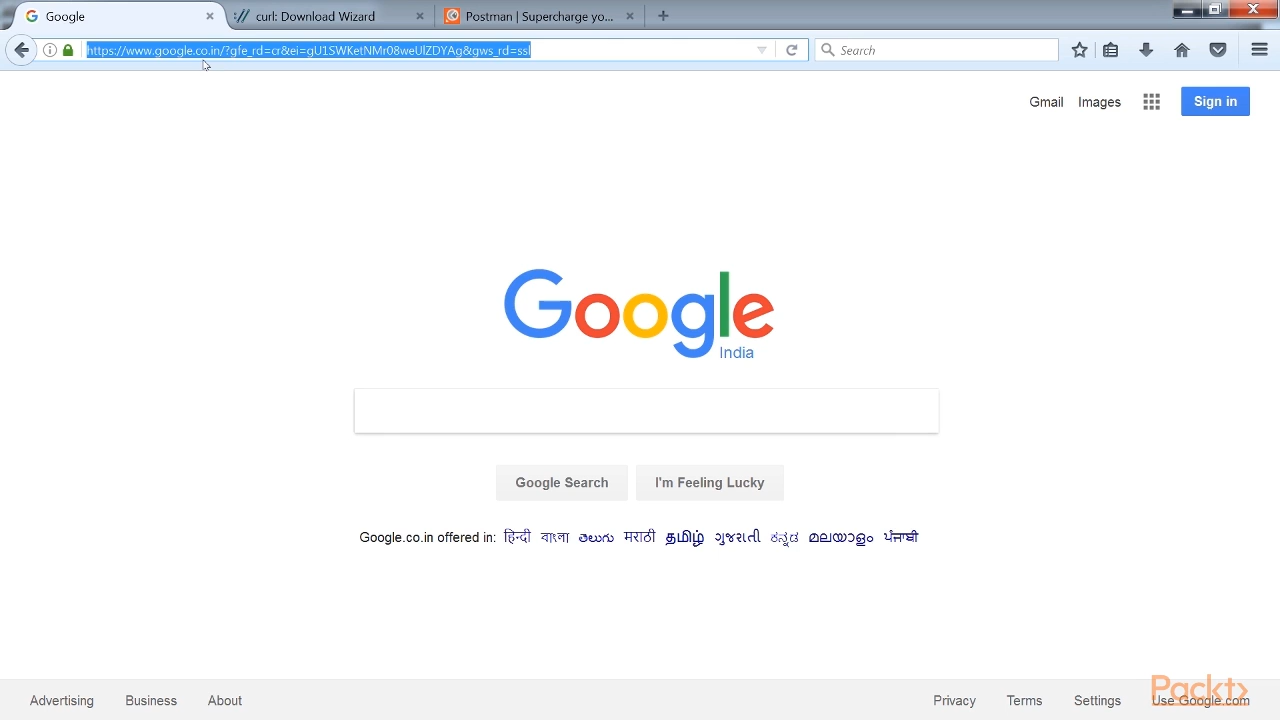 Google
curl: Download Wizard
Postman | Supercharge yo...
https://www.google.co.in/?gfe_rd=cr&ei=gU1SWKetNMr08weUlZDYAg&gws_rd=ssl
Search
Gmail Images Sign in
Google
India
Google Search I'm Feeling Lucky
Google.co.in offered in: हिन्दी বাংলা తెలుగు मराठी தமிழ் ગુજરાતી ಕನ್ನಡ മലയാളം ਪੰਜਾਬੀ
Advertising Business About Privacy Terms Settings Use Google.com
Packt